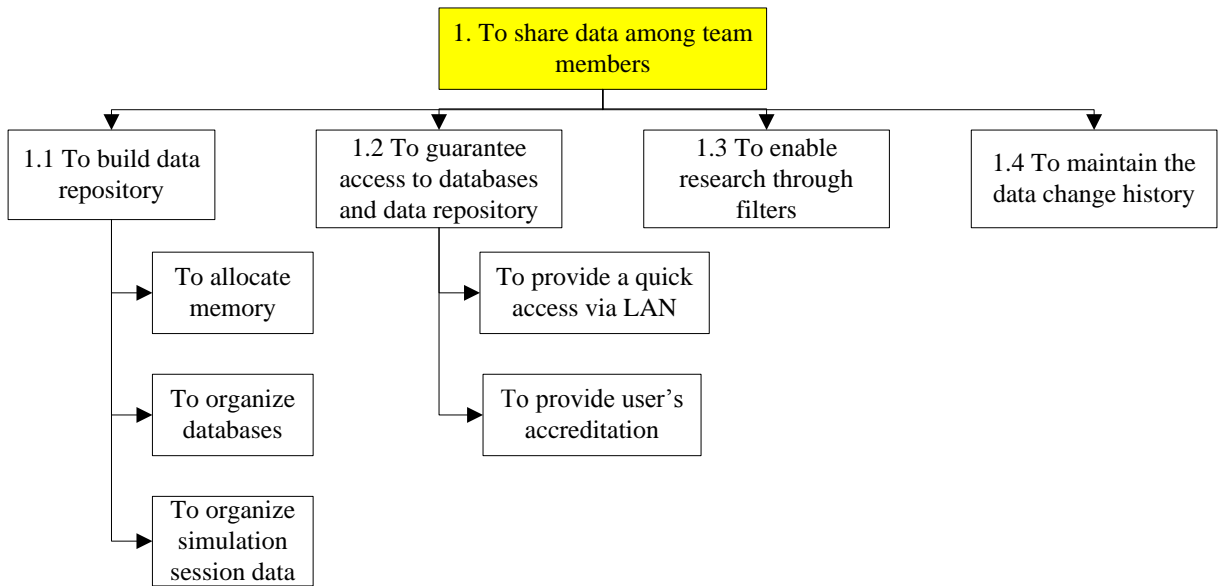 1. To share data among team
members
1.1 To build data
repository
1.2 To guarantee
access to databases
and data repository
1.3 To enable
research through
filters
1.4 To maintain the
data change history
To allocate
memory
To provide a quick
access via LAN
To organize
databases
To provide user’s
accreditation
To organize
simulation
session data